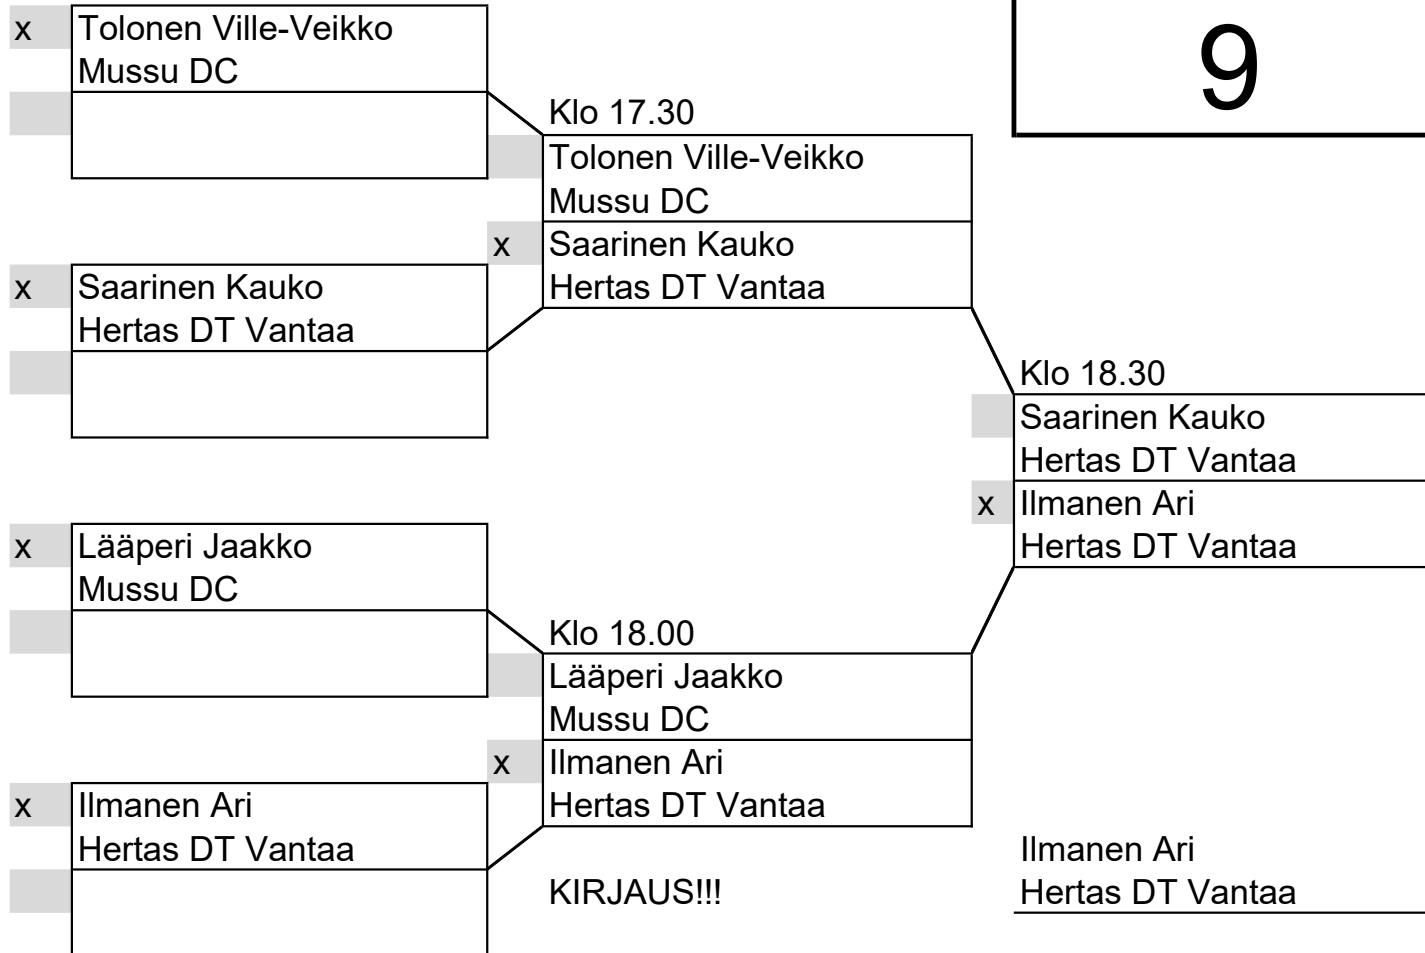 x Tolonen Ville-Veikko
Mussu DC
9
Klo 17.30
Tolonen Ville-Veikko
Mussu DC
x Saarinen Kauko
Hertas DT Vantaa
x Saarinen Kauko
Hertas DT Vantaa
Klo 18.30
Saarinen Kauko
Hertas DT Vantaa
x Ilmanen Ari
Hertas DT Vantaa
x Lääperi Jaakko
Mussu DC
Klo 18.00
Lääperi Jaakko
Mussu DC
x Ilmanen Ari
Hertas DT Vantaa
x Ilmanen Ari
Hertas DT Vantaa
KIRJAUS!!!
Ilmanen Ari
Hertas DT Vantaa